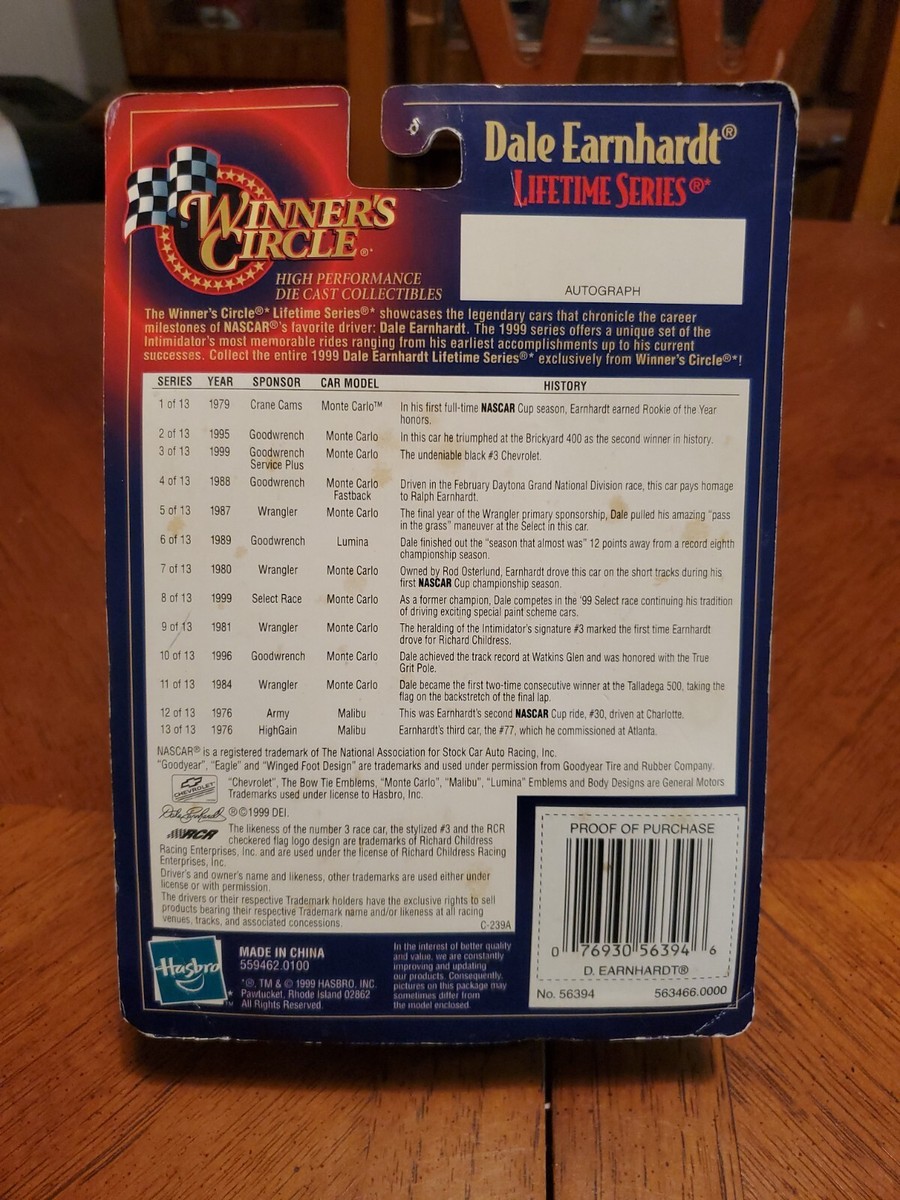 WINNER'S
CIRCLE®*
HIGH PERFORMANCE
DIE CAST COLLECTIBLES
Dale Earnhardt®
LIFETIME SERIES®*
AUTOGRAPH
The Winner's Circle®* Lifetime Series®* showcases the legendary cars that chronicle the career
milestones of NASCAR®'s favorite driver: Dale Earnhardt. The 1999 series offers a unique set of the
Intimidator's most memorable rides ranging from his earliest accomplishments up to his current
successes. Collect the entire 1999 Dale Earnhardt Lifetime Series®* exclusively from Winner's Circle®*!
SERIES YEAR SPONSOR CAR MODEL HISTORY
1 of 13 1979 Crane Cams Monte Carlo™ In his first full-time NASCAR Cup season, Earnhardt earned Rookie of the Year
honors.
2 of 13 1995 Goodwrench Monte Carlo In this car he triumphed at the Brickyard 400 as the second winner in history.
3 of 13 1999 Goodwrench Monte Carlo The undeniable black #3 Chevrolet.
Service Plus
4 of 13 1988 Goodwrench Monte Carlo Driven in the February Daytona Grand National Division race, this car pays homage
Fastback to Ralph Earnhardt.
5 of 13 1987 Wrangler Monte Carlo The final year of the Wrangler primary sponsorship, Dale pulled his amazing "pass
in the grass" maneuver at the Select in this car.
6 of 13 1989 Goodwrench Lumina Dale finished out the "season that almost was" 12 points away from a record eighth
championship season.
7 of 13 1980 Wrangler Monte Carlo Owned by Rod Osterlund, Earnhardt drove this car on the short tracks during his
first NASCAR Cup championship season.
8 of 13 1999 Select Race Monte Carlo As a former champion, Dale competes in the '99 Select race continuing his tradition
of driving exciting special paint scheme cars.
9 of 13 1981 Wrangler Monte Carlo The heralding of the Intimidator's signature #3 marked the first time Earnhardt
drove for Richard Childress.
10 of 13 1996 Goodwrench Monte Carlo Dale achieved the track record at Watkins Glen and was honored with the True
Grit Pole.
11 of 13 1984 Wrangler Monte Carlo Dale became the first two-time consecutive winner at the Talladega 500, taking the
flag on the backstretch of the final lap.
12 of 13 1976 Army Malibu This was Earnhardt's second NASCAR Cup ride, #30, driven at Charlotte.
13 of 13 1976 HighGain Malibu Earnhardt's third car, the #77, which he commissioned at Atlanta.
NASCAR® is a registered trademark of The National Association for Stock Car Auto Racing, Inc.
"Goodyear", "Eagle" and "Winged Foot Design" are trademarks and used under permission from Goodyear Tire and Rubber Company.
CHEVROLET
"Chevrolet", The Bow Tie Emblems, "Monte Carlo", "Malibu", "Lumina" Emblems and Body Designs are General Motors
Trademarks used under license to Hasbro, Inc.
Dale Earnhardt ®©1999 DEI.
RCR The likeness of the number 3 race car, the stylized #3 and the RCR
checkered flag logo design are trademarks of Richard Childress
Racing Enterprises, Inc. and are used under the license of Richard Childress Racing
Enterprises, Inc.
Driver's and owner's name and likeness, other trademarks are used either under
license or with permission.
The drivers or their respective Trademark holders have the exclusive rights to sell
products bearing their respective Trademark name and/or likeness at all racing
venues, tracks, and associated concessions.
C-239A
Hasbro
™
MADE IN CHINA
559462.0100
*®, TM & © 1999 HASBRO, INC.
Pawtucket, Rhode Island 02862
All Rights Reserved.
In the interest of better quality
and value, we are constantly
improving and updating
our products. Consequently,
pictures on this package may
sometimes differ from
the model enclosed.
PROOF OF PURCHASE
0 76930 56394 6
D. EARNHARDT®
No. 56394 563466.0000